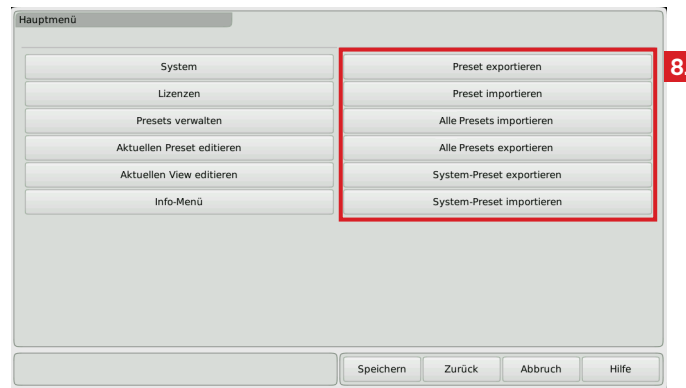 Hauptmenü
System
Lizenzen
Presets verwalten
Aktuellen Preset editieren
Aktuellen View editieren
Info-Menü
Preset exportieren
Preset importieren
Alle Presets importieren
Alle Presets exportieren
System-Preset exportieren
System-Preset importieren
8.
Speichern
Zurück
Abbruch
Hilfe